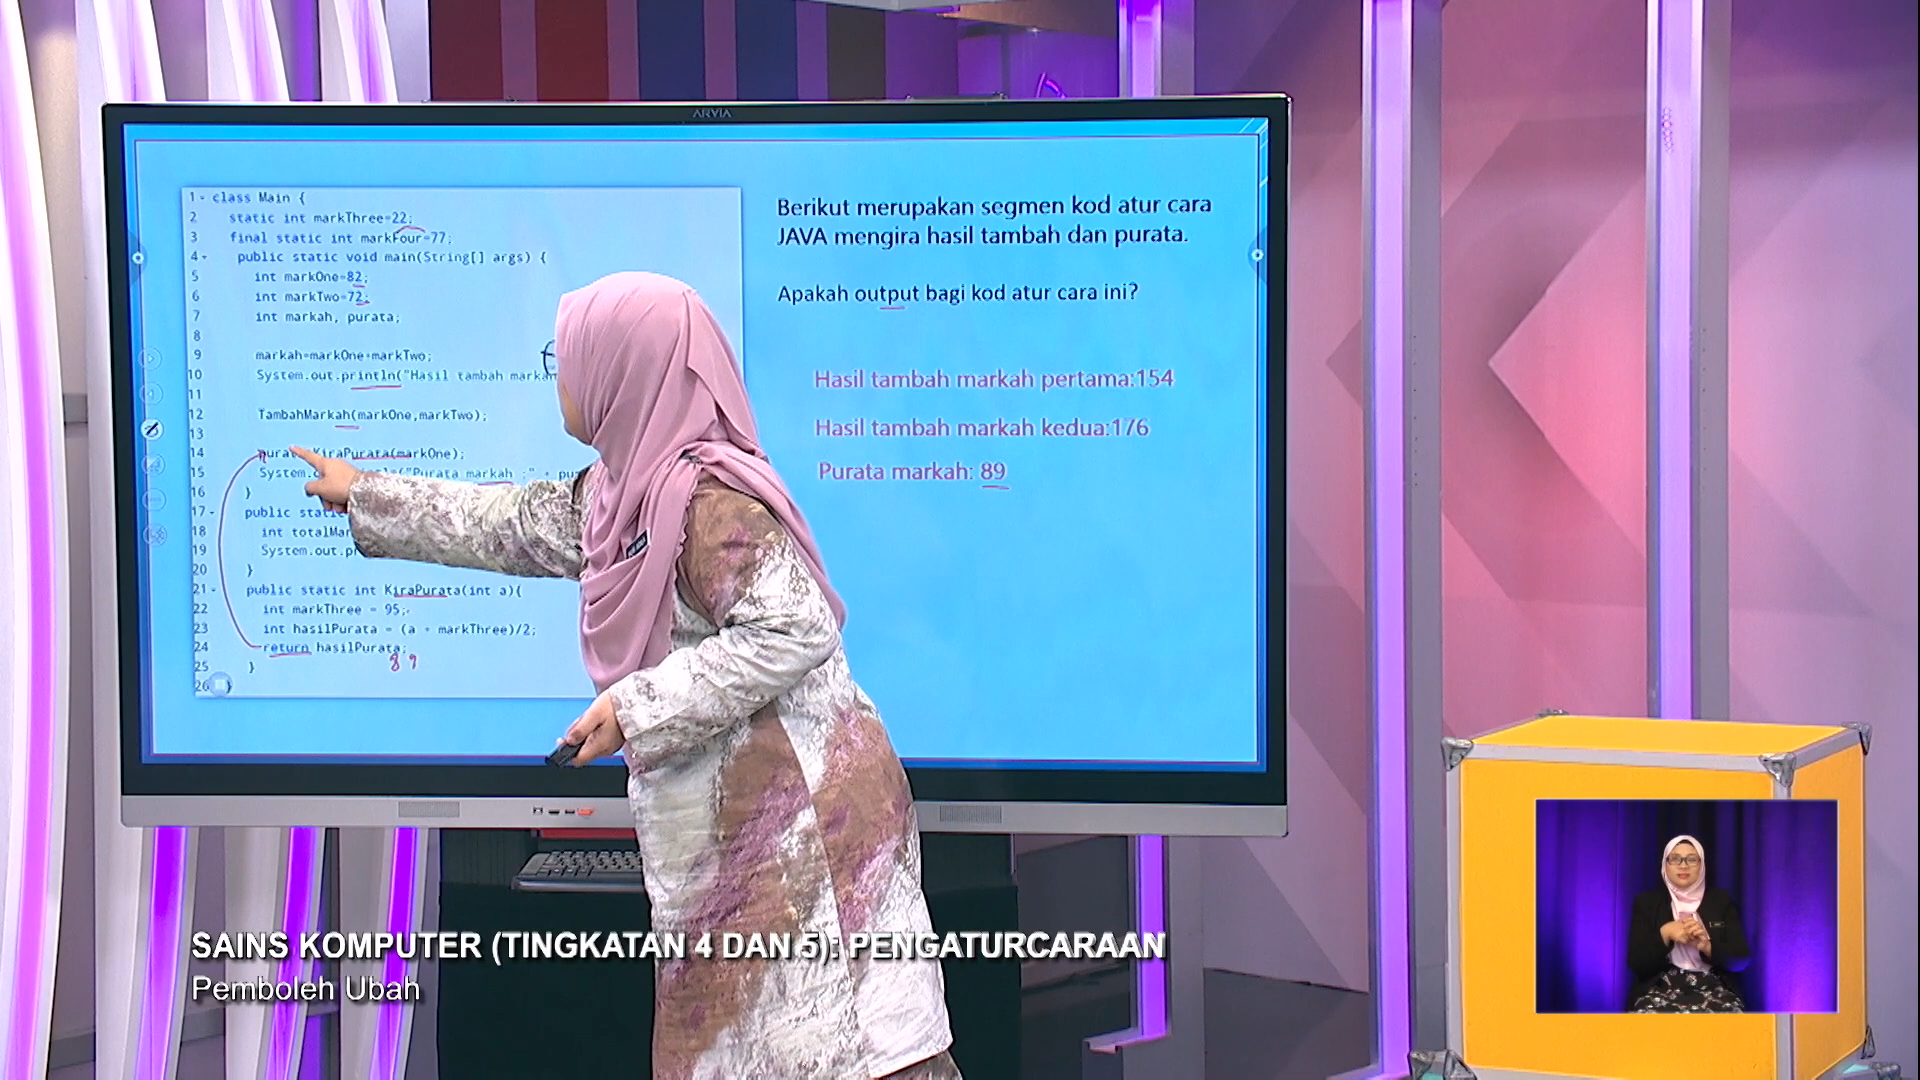 ARVIA
1 class Main {
2 static int markThree=22;
3 final static int markFour=77;
4 public static void main(String[] args) {
5 int markOne=82;
6 int markTwo=72;
7 int markah, purata;
8
9 markah=markOne+markTwo;
10 System.out.println("Hasil tambah markah
11
12 TambahMarkah(markOne,markTwo);
13
14 KiraPurata(markOne);
15 "Purata markah :" +
16 }
17 public static
18 int
19
20 }
21 public static int KiraPurata(int a){
22 int markThree = 95;
23 int hasilPurata = (a + markThree)/2;
24 return hasilPurata;
89
25 }
26 }
Berikut merupakan segmen kod atur cara
JAVA mengira hasil tambah dan purata.
Apakah output bagi kod atur cara ini?
Hasil tambah markah pertama:154
Hasil tambah markah kedua:176
Purata markah: 89
SAINS KOMPUTER (TINGKATAN 4 DAN 5): PENGATURCARAAN
Pemboleh Ubah